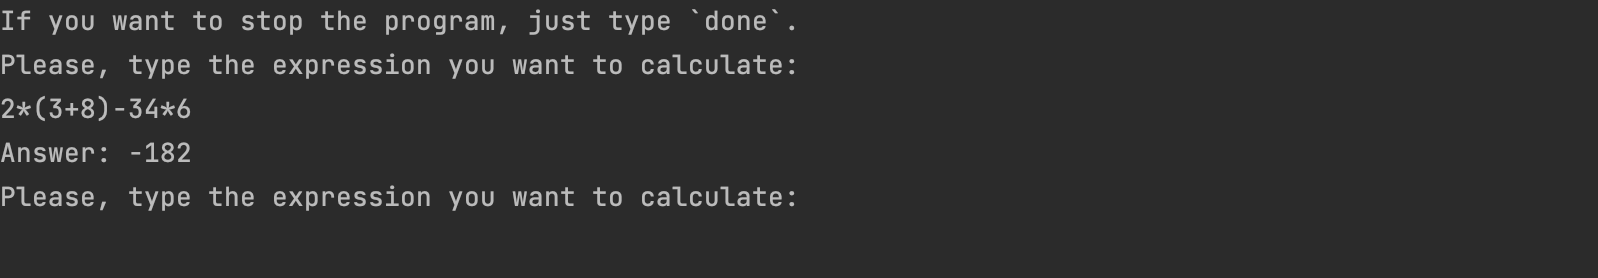 If you want to stop the program, just type `done`.
Please, type the expression you want to calculate:
2*(3+8)-34*6
Answer: -182
Please, type the expression you want to calculate: